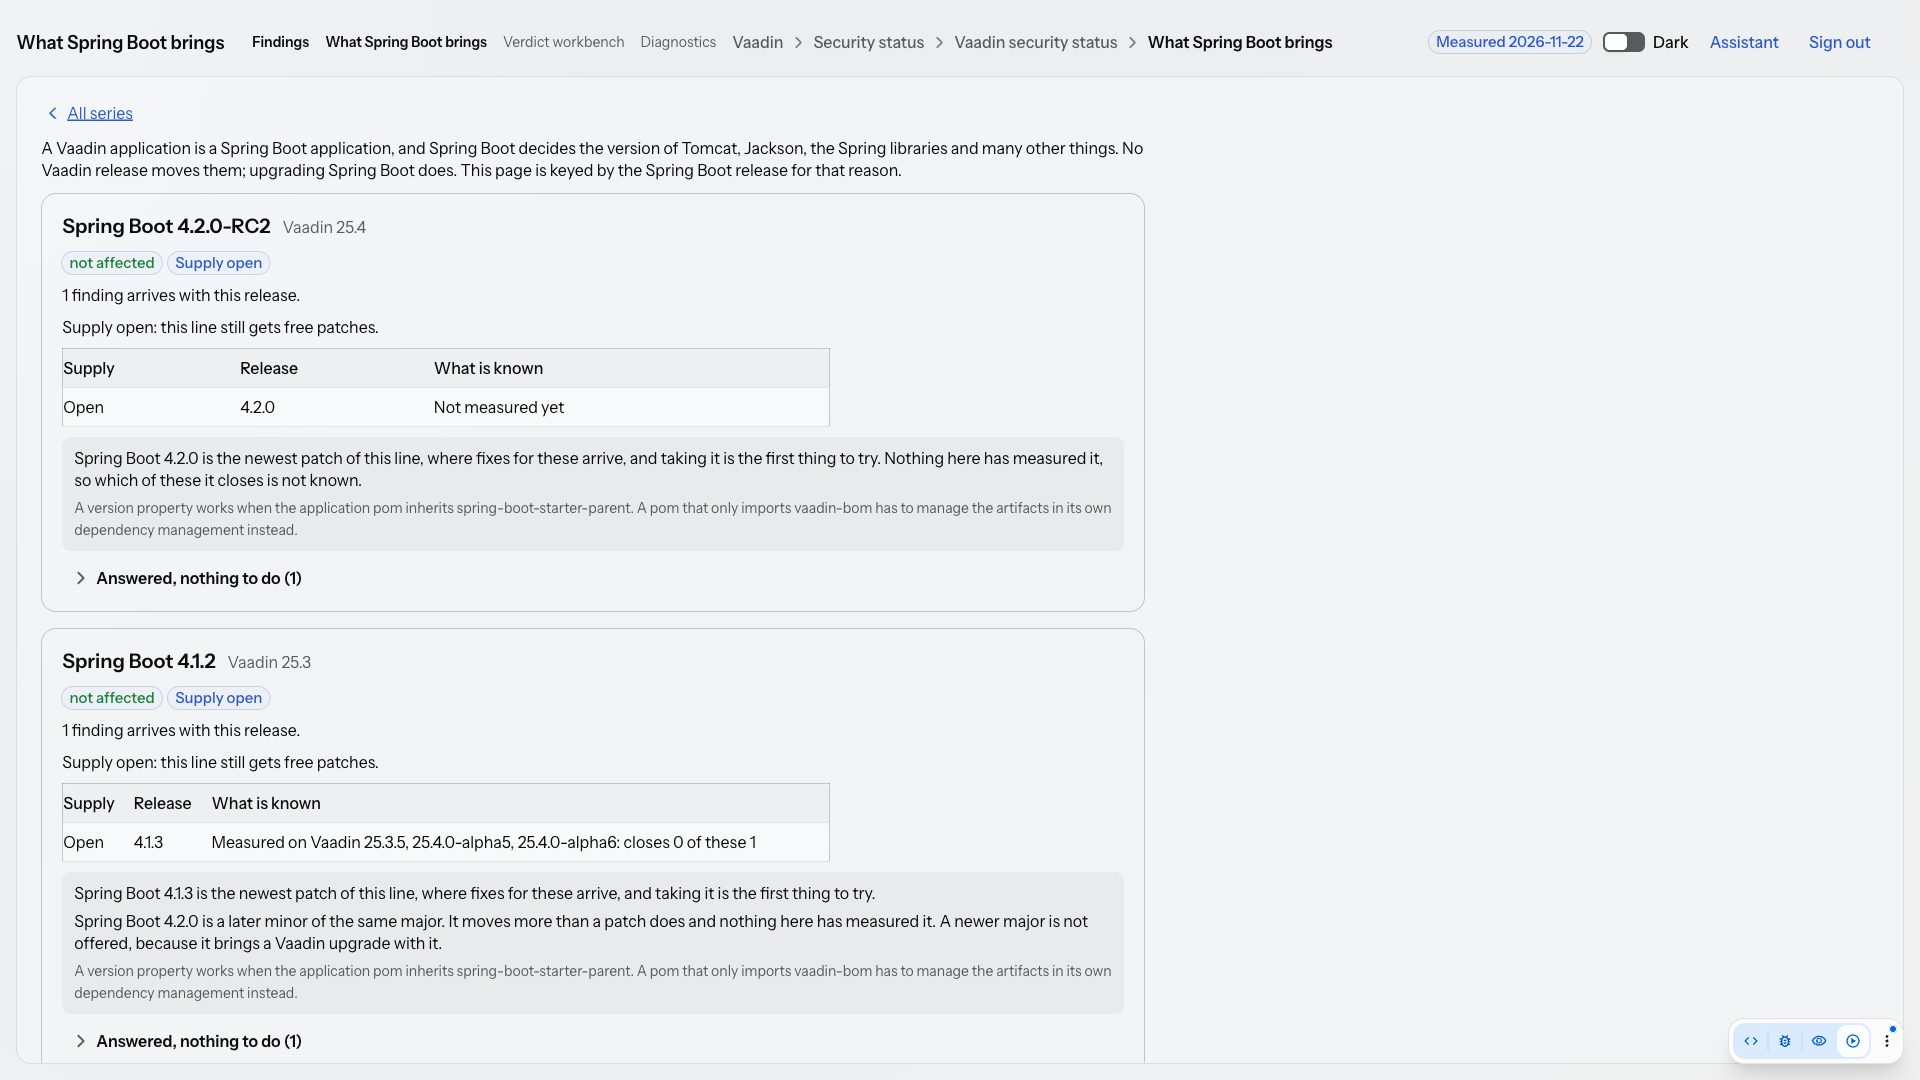 What Spring Boot brings Findings What Spring Boot brings Verdict workbench Diagnostics Vaadin Security status Vaadin security status What Spring Boot brings Measured 2026-11-22 Dark Assistant Sign out
All series
A Vaadin application is a Spring Boot application, and Spring Boot decides the version of Tomcat, Jackson, the Spring libraries and many other things. No
Vaadin release moves them; upgrading Spring Boot does. This page is keyed by the Spring Boot release for that reason.
Spring Boot 4.2.0-RC2 Vaadin 25.4
not affected Supply open
1 finding arrives with this release.
Supply open: this line still gets free patches.
Supply Release What is known
Open 4.2.0 Not measured yet
Spring Boot 4.2.0 is the newest patch of this line, where fixes for these arrive, and taking it is the first thing to try. Nothing here has measured it,
so which of these it closes is not known.
A version property works when the application pom inherits spring-boot-starter-parent. A pom that only imports vaadin-bom has to manage the artifacts in its own
dependency management instead.
Answered, nothing to do (1)
Spring Boot 4.1.2 Vaadin 25.3
not affected Supply open
1 finding arrives with this release.
Supply open: this line still gets free patches.
Supply Release What is known
Open 4.1.3 Measured on Vaadin 25.3.5, 25.4.0-alpha5, 25.4.0-alpha6: closes 0 of these 1
Spring Boot 4.1.3 is the newest patch of this line, where fixes for these arrive, and taking it is the first thing to try.
Spring Boot 4.2.0 is a later minor of the same major. It moves more than a patch does and nothing here has measured it. A newer major is not
offered, because it brings a Vaadin upgrade with it.
A version property works when the application pom inherits spring-boot-starter-parent. A pom that only imports vaadin-bom has to manage the artifacts in its own
dependency management instead.
Answered, nothing to do (1)